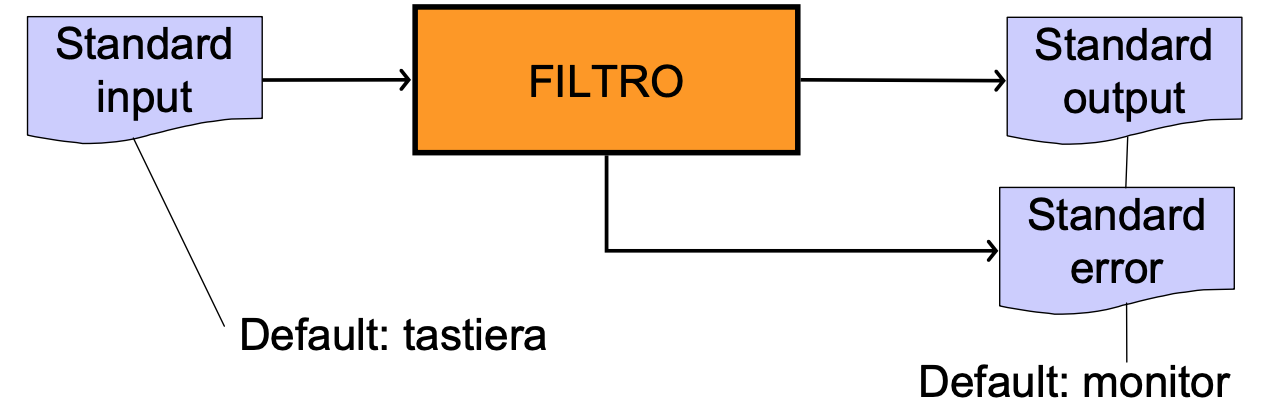 Standard
input
FILTRO
Standard
output
Standard
error
Default: tastiera
Default: monitor